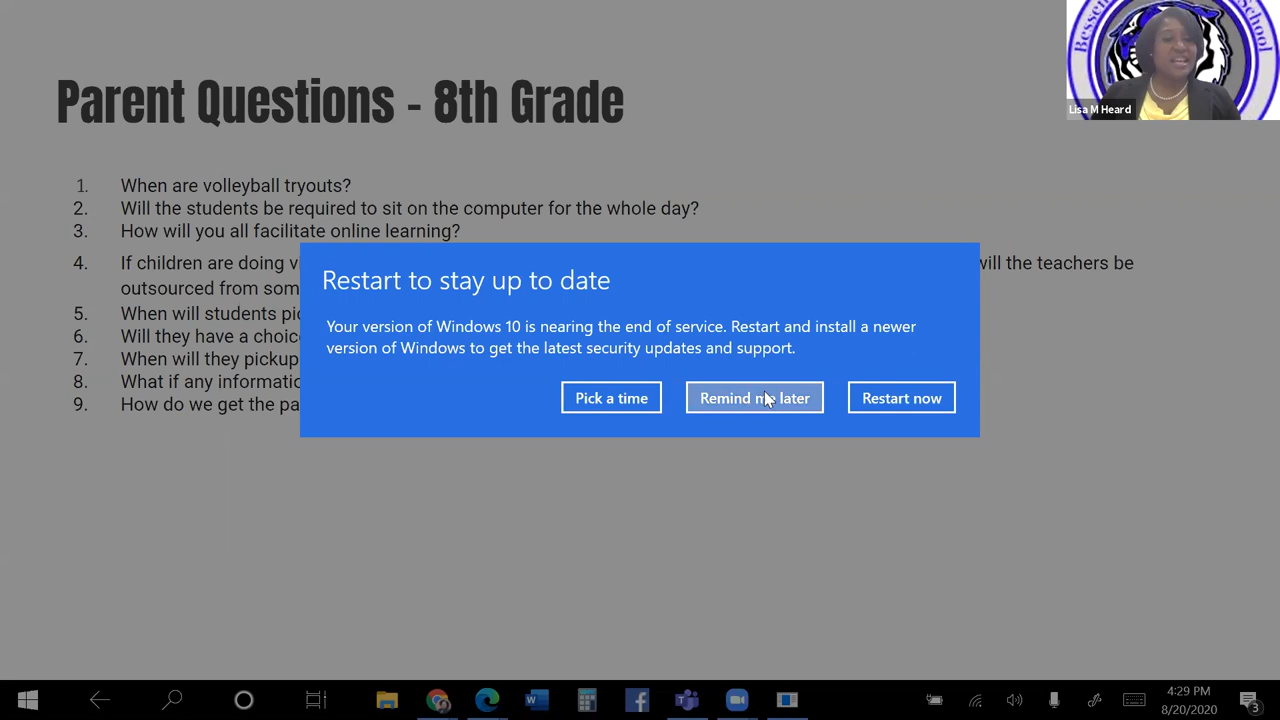 Parent Questions - 8th Grade
Bessem School
Lisa M Heard
1. When are volleyball tryouts?
2. Will the students be required to sit on the computer for the whole day?
3. How will you all facilitate online learning?
4. If children are doing vi will the teachers be
outsourced from som
5. When will students pic
6. Will they have a choice
7. When will they pickup
8. What if any informatio
9. How do we get the pa
Restart to stay up to date
Your version of Windows 10 is nearing the end of service. Restart and install a newer
version of Windows to get the latest security updates and support.
Pick a time Remind me later Restart now
4:29 PM
8/20/2020
3